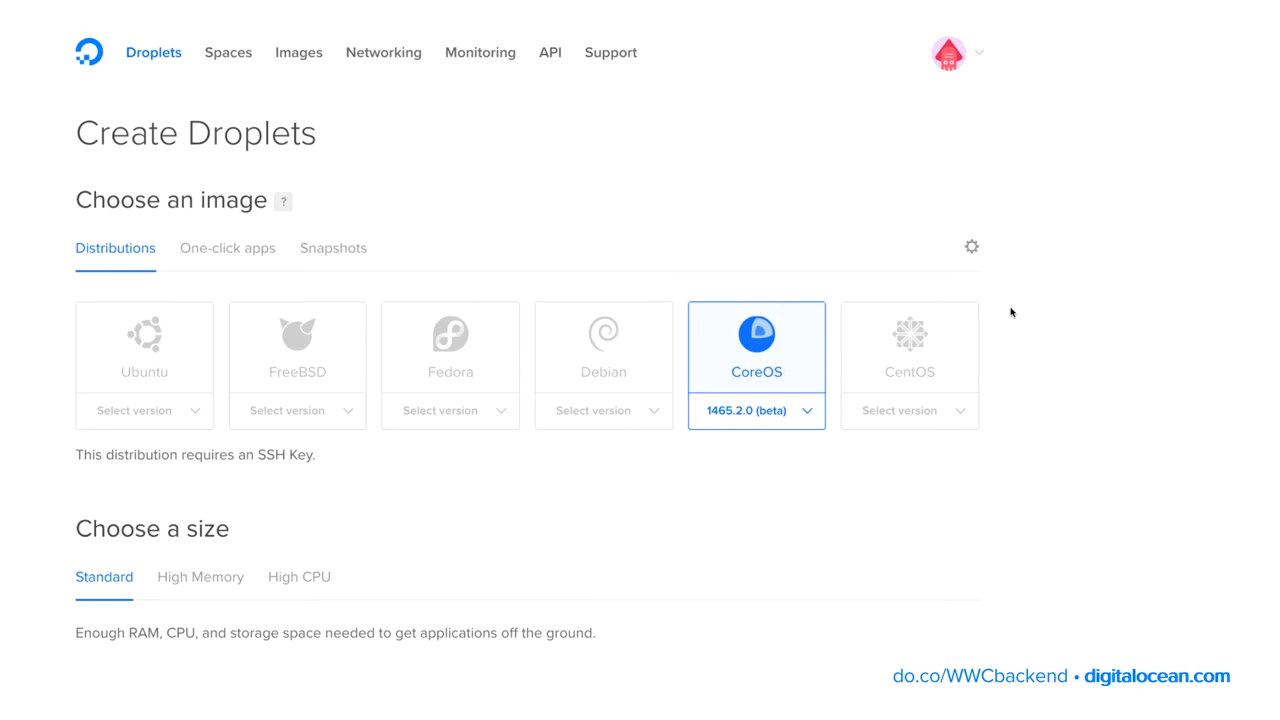 Droplets Spaces Images Networking Monitoring API Support
Create Droplets
Choose an image ?
Distributions One-click apps Snapshots
Ubuntu FreeBSD Fedora Debian CoreOS CentOS
Select version Select version Select version Select version 1465.2.0 (beta) Select version
This distribution requires an SSH Key.
Choose a size
Standard High Memory High CPU
Enough RAM, CPU, and storage space needed to get applications off the ground.
do.co/WWCbackend • digitalocean.com